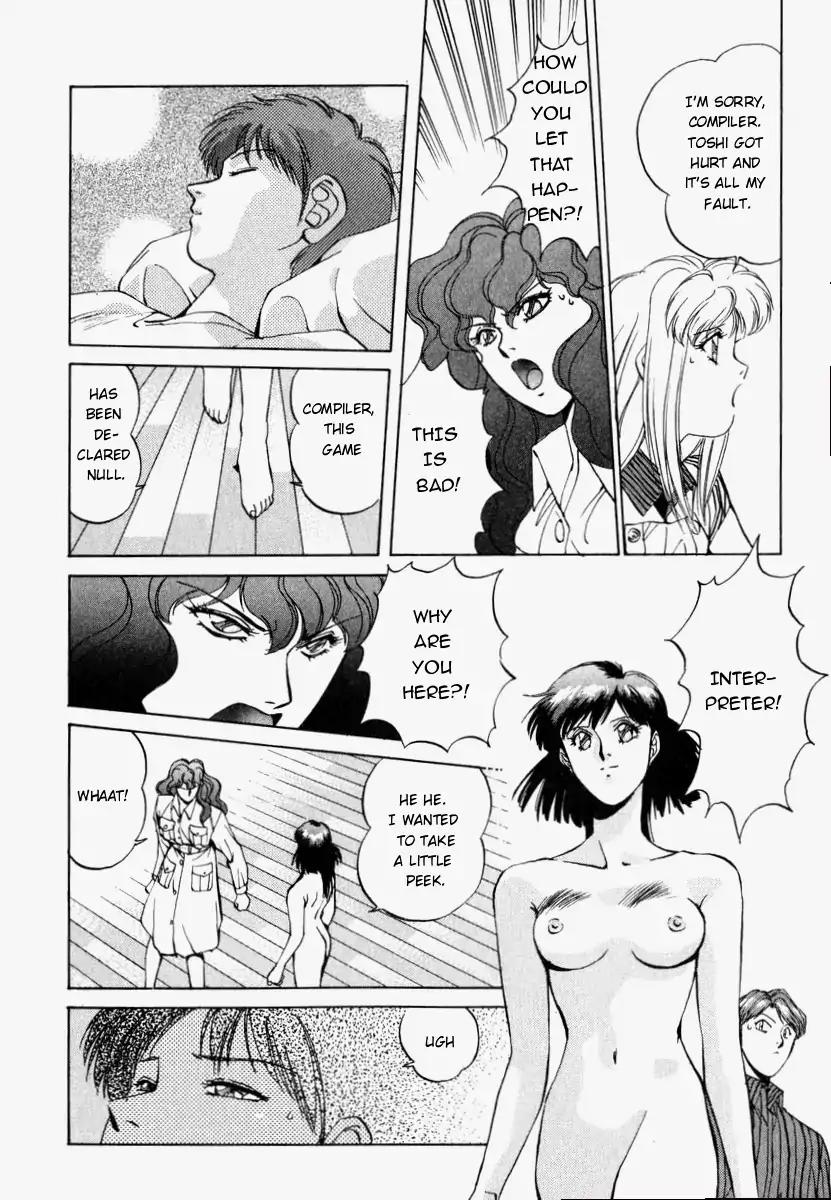 I'M SORRY,
COMPILER.
TOSHI GOT
HURT AND
IT'S ALL MY
FAULT.
HOW
COULD
YOU
LET
THAT
HAP-
PEN?!
THIS
IS
BAD!
COMPILER,
THIS
GAME
HAS
BEEN
DE-
CLARED
NULL.
INTER-
PRETER!
WHY
ARE
YOU
HERE?!
HE HE.
I WANTED
TO TAKE
A LITTLE
PEEK.
WHAAT!
UGH